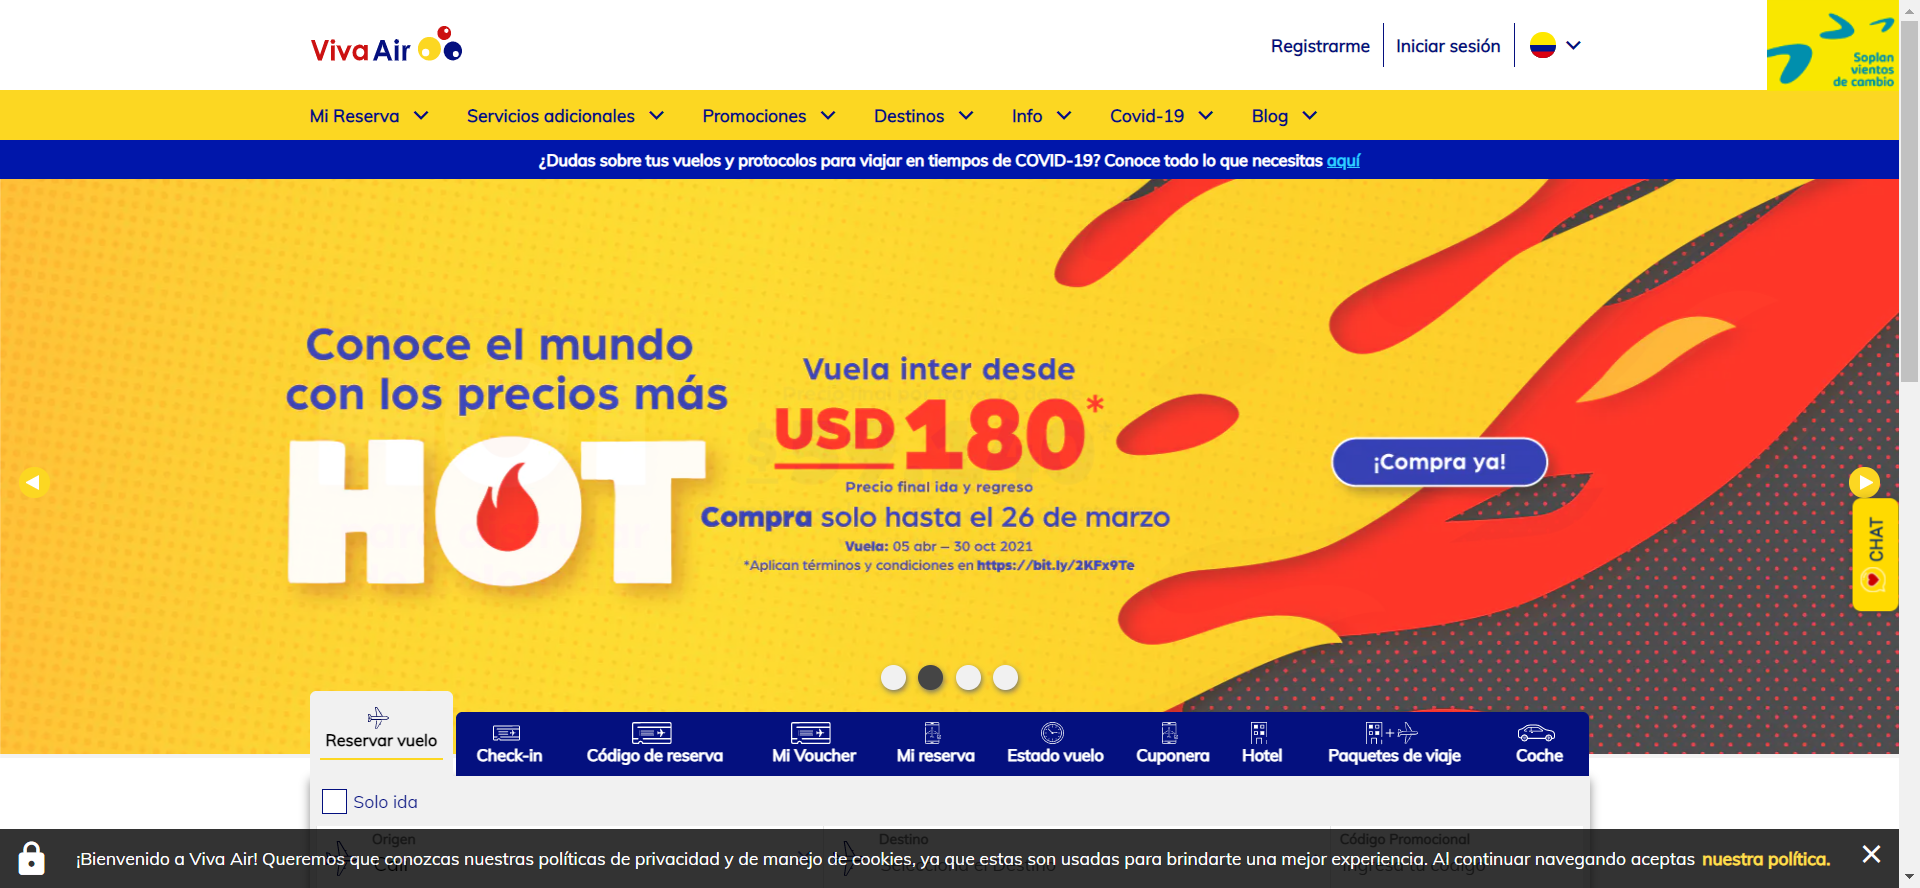 Viva Air
Registrarme
Iniciar sesión
Soplan
vientos
de cambio
Mi Reserva
Servicios adicionales
Promociones
Destinos
Info
Covid-19
Blog
¿Dudas sobre tus vuelos y protocolos para viajar en tiempos de COVID-19? Conoce todo lo que necesitas aquí
Conoce el mundo
con los precios más
HOT
Vuela inter desde
USD 180*
Precio final ida y regreso
Compra solo hasta el 26 de marzo
Vuela: 05 abr – 30 oct 2021
*Aplican términos y condiciones en https://bit.ly/2KFx9Te
¡Compra ya!
CHAT
Reservar vuelo
Check-in
Código de reserva
Mi Voucher
Mi reserva
Estado vuelo
Cuponera
Hotel
Paquetes de viaje
Coche
Solo ida
Origen
Destino
Código Promocional
Cali
Selecciona el Destino
Ingresa tu código
¡Bienvenido a Viva Air! Queremos que conozcas nuestras políticas de privacidad y de manejo de cookies, ya que estas son usadas para brindarte una mejor experiencia. Al continuar navegando aceptas nuestra política.